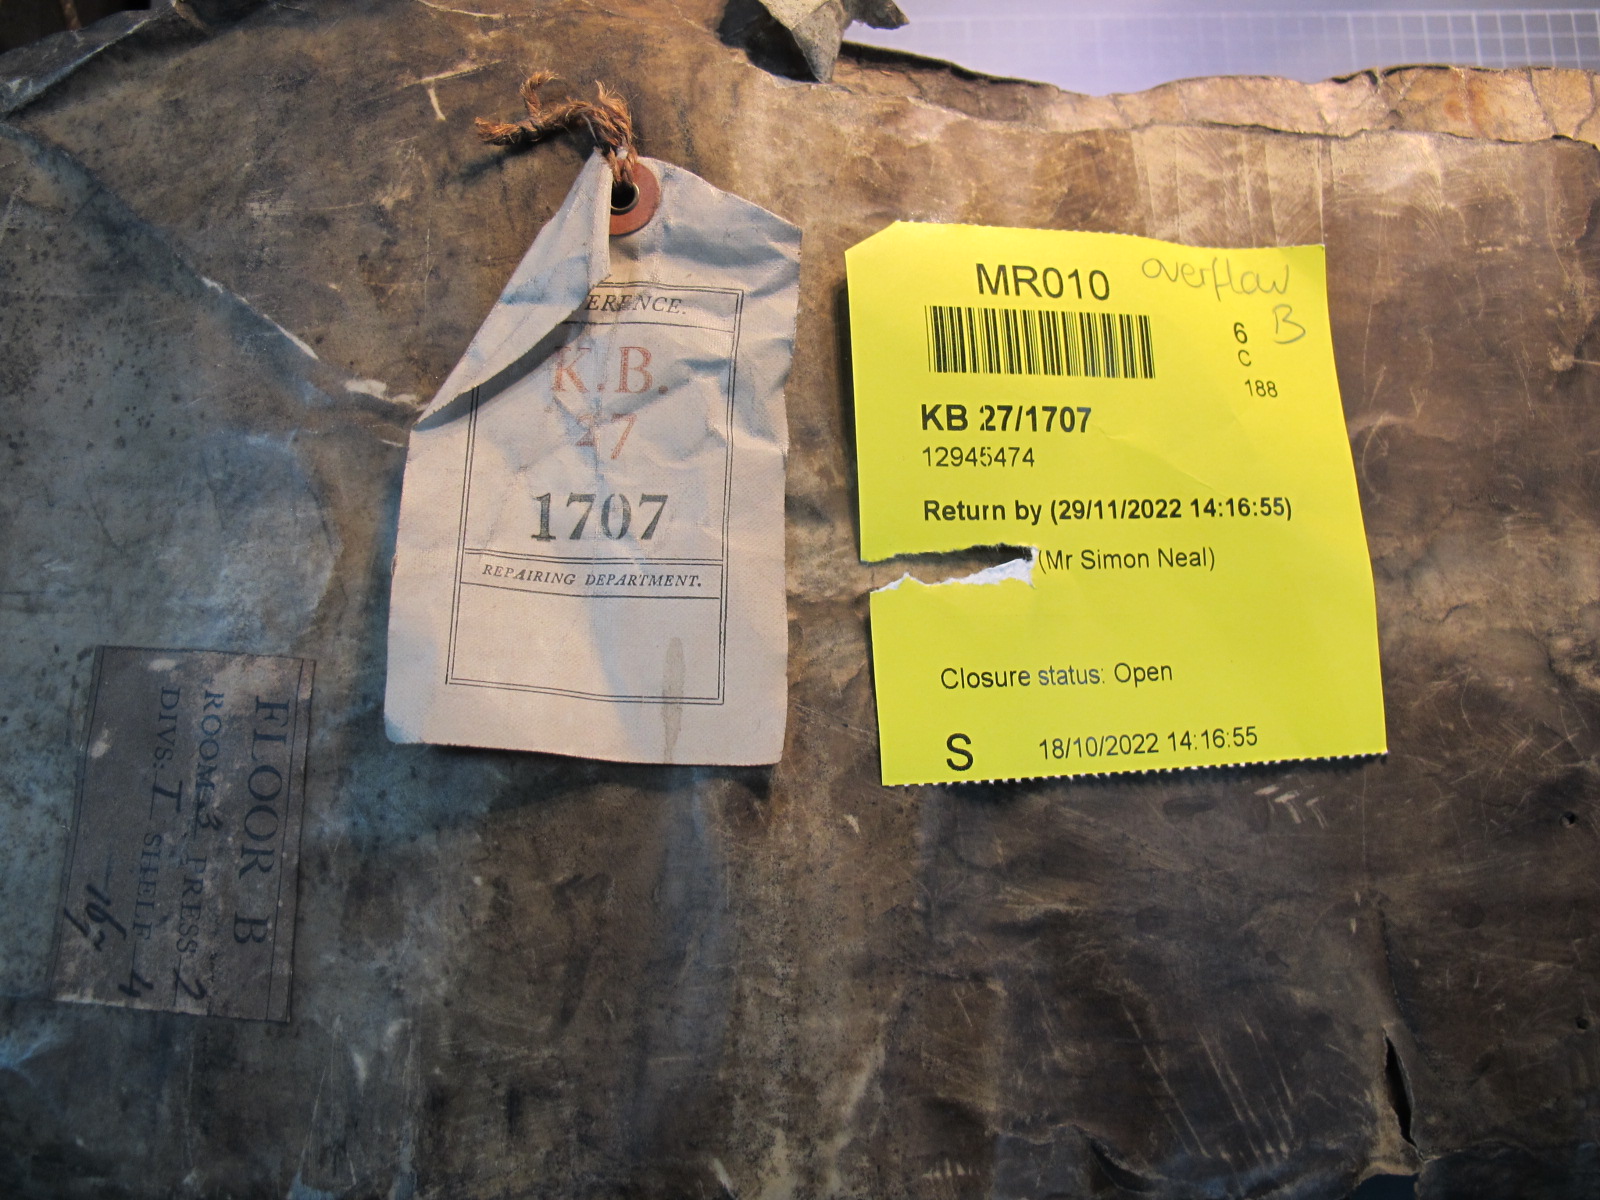 ERENCE.
K.B.
27
1707
REPAIRING DEPARTMENT.
MR010
overflow
B
6
C
188
KB 27/1707
12945474
Return by (29/11/2022 14:16:55)
(Mr Simon Neal)
Closure status: Open
S 18/10/2022 14:16:55
FLOOR B
ROOM 3 PRESS 2
DIVS. I SHELF 4